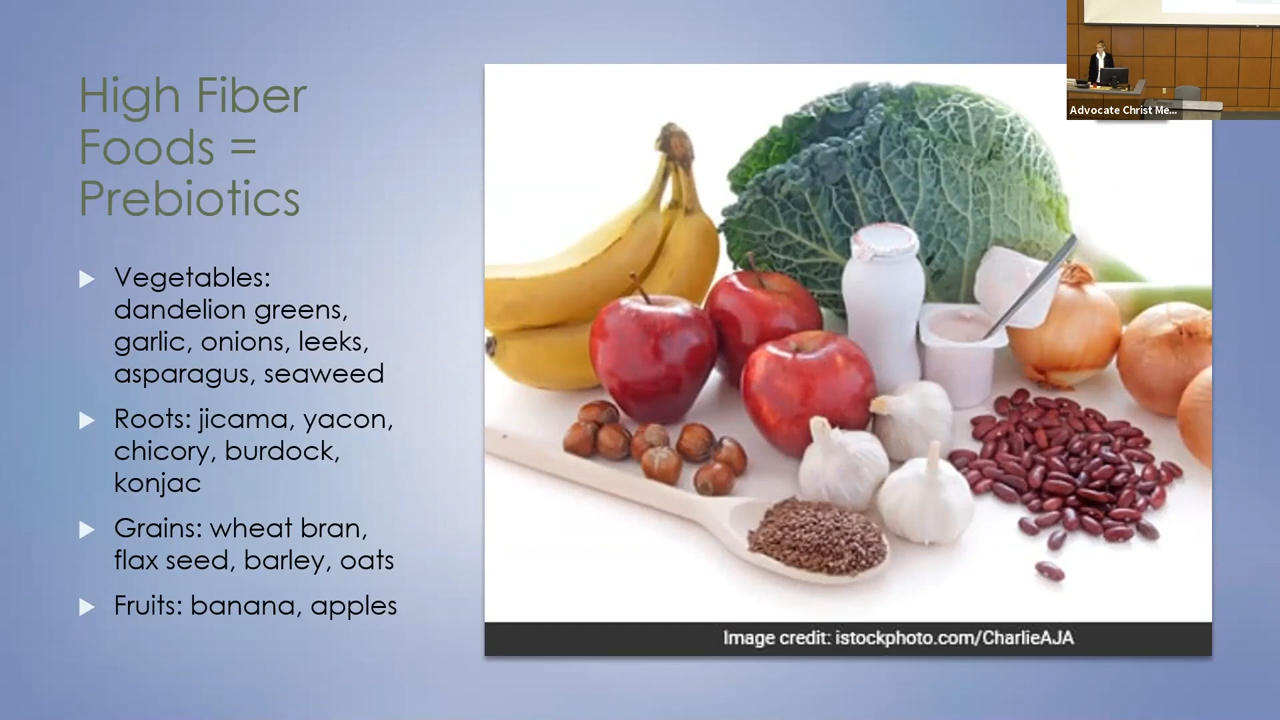 High Fiber
Foods =
Prebiotics
Vegetables:
dandelion greens,
garlic, onions, leeks,
asparagus, seaweed
Roots: jicama, yacon,
chicory, burdock,
konjac
Grains: wheat bran,
flax seed, barley, oats
Fruits: banana, apples
Image credit: istockphoto.com/CharlieAJA
Advocate Christ Me...